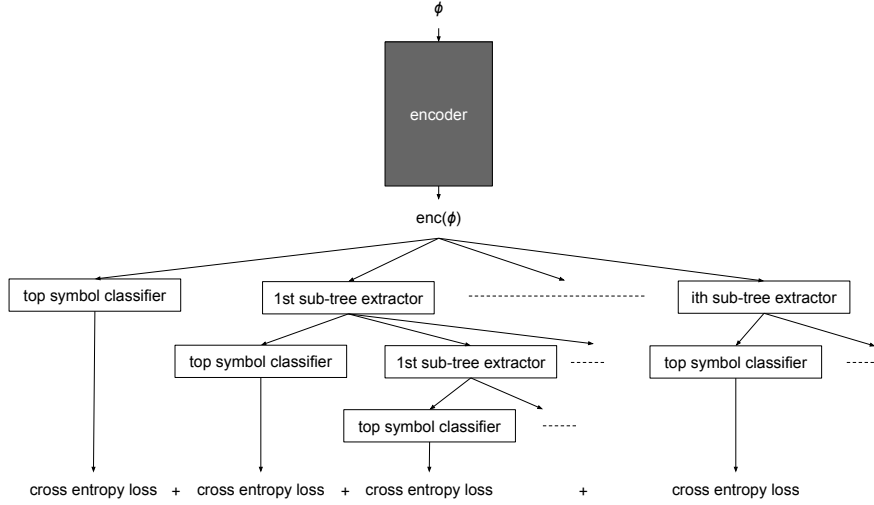 ϕ
encoder
enc(ϕ)
top symbol classifier
1st sub-tree extractor
ith sub-tree extractor
top symbol classifier
1st sub-tree extractor
top symbol classifier
top symbol classifier
cross entropy loss + cross entropy loss + cross entropy loss + cross entropy loss